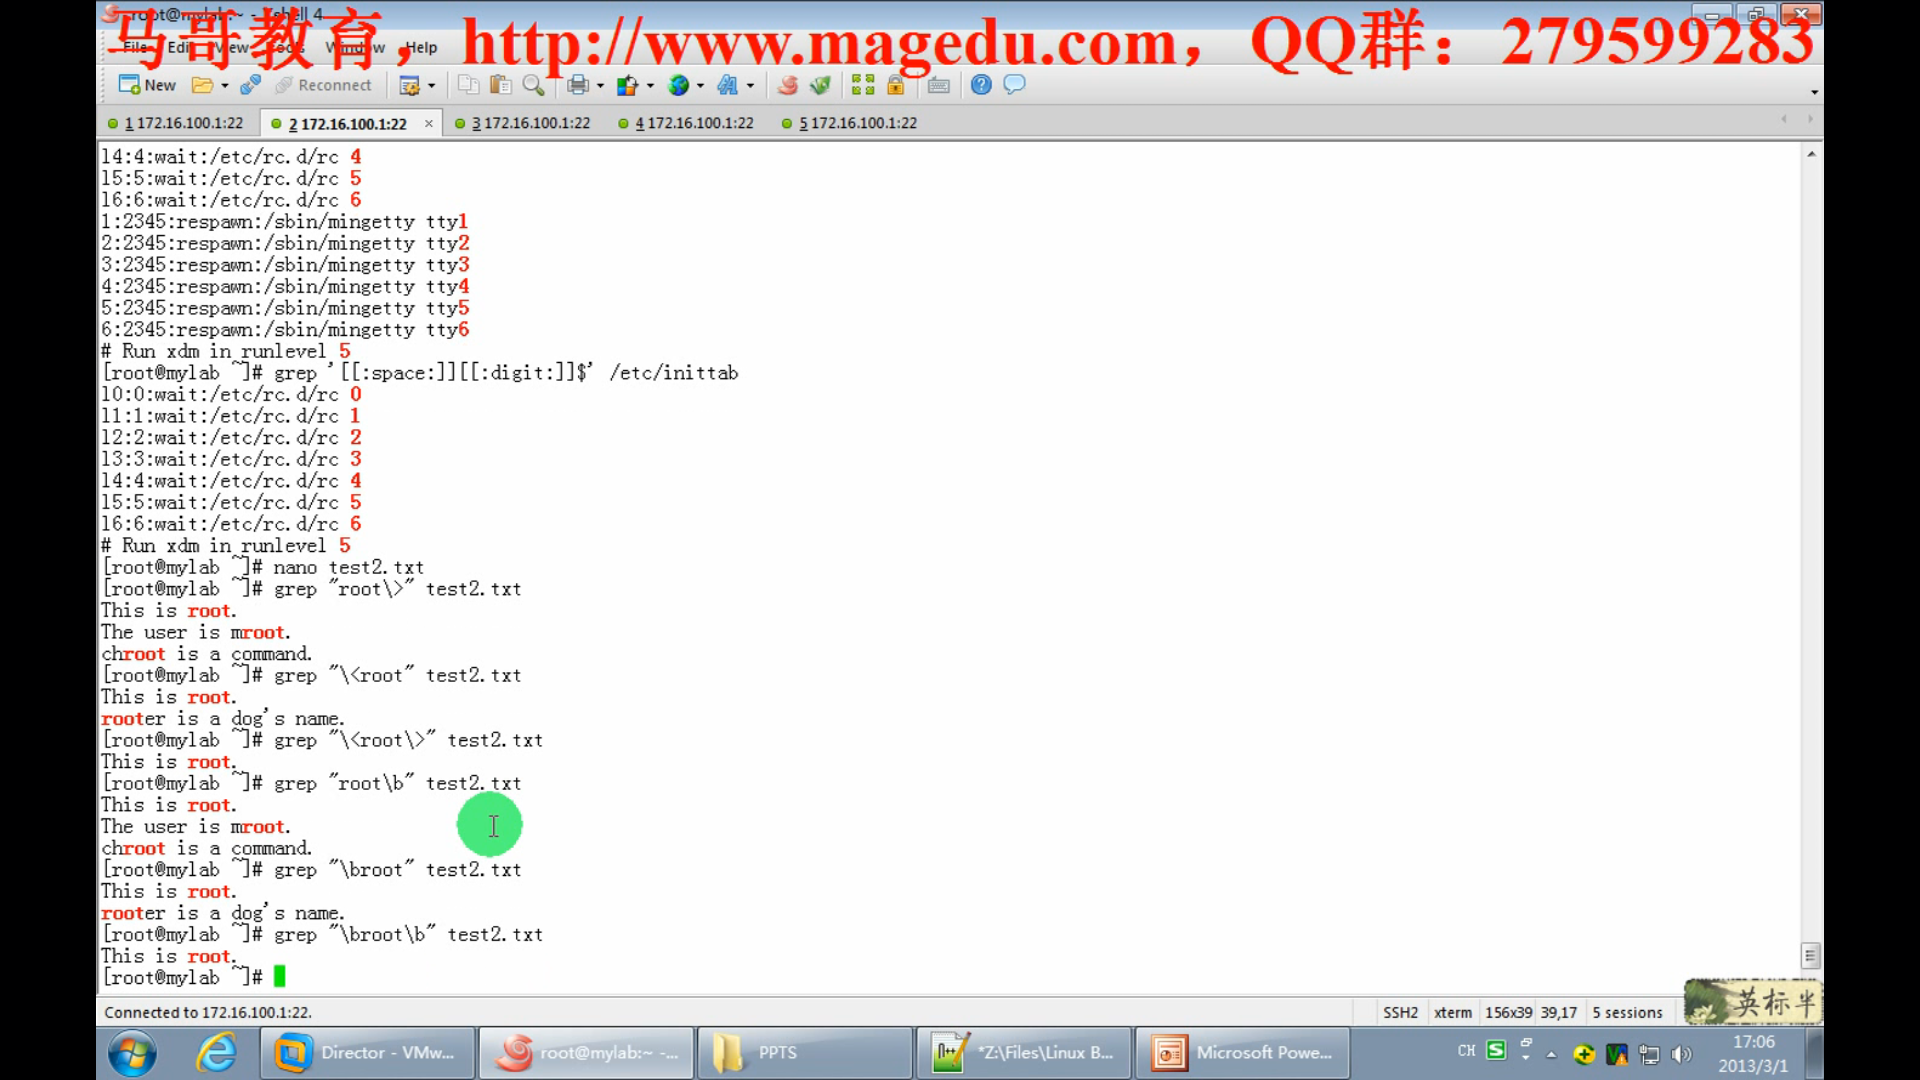 马哥教育，http://www.magedu.com，QQ群：279599283
root@mylab:~ - Xshell 4
File Edit View Tools Window Help
New Reconnect
1 172.16.100.1:22 2 172.16.100.1:22 3 172.16.100.1:22 4 172.16.100.1:22 5 172.16.100.1:22
l4:4:wait:/etc/rc.d/rc 4
l5:5:wait:/etc/rc.d/rc 5
l6:6:wait:/etc/rc.d/rc 6
1:2345:respawn:/sbin/mingetty tty1
2:2345:respawn:/sbin/mingetty tty2
3:2345:respawn:/sbin/mingetty tty3
4:2345:respawn:/sbin/mingetty tty4
5:2345:respawn:/sbin/mingetty tty5
6:2345:respawn:/sbin/mingetty tty6
# Run xdm in runlevel 5
[root@mylab ~]# grep '[[:space:]][[:digit:]]$' /etc/inittab
l0:0:wait:/etc/rc.d/rc 0
l1:1:wait:/etc/rc.d/rc 1
l2:2:wait:/etc/rc.d/rc 2
l3:3:wait:/etc/rc.d/rc 3
l4:4:wait:/etc/rc.d/rc 4
l5:5:wait:/etc/rc.d/rc 5
l6:6:wait:/etc/rc.d/rc 6
# Run xdm in runlevel 5
[root@mylab ~]# nano test2.txt
[root@mylab ~]# grep "root\>" test2.txt
This is root.
The user is mroot.
chroot is a command.
[root@mylab ~]# grep "\<root" test2.txt
This is root.
rooter is a dog's name.
[root@mylab ~]# grep "\<root\>" test2.txt
This is root.
[root@mylab ~]# grep "root\b" test2.txt
This is root.
The user is mroot.
chroot is a command.
[root@mylab ~]# grep "\broot" test2.txt
This is root.
rooter is a dog's name.
[root@mylab ~]# grep "\broot\b" test2.txt
This is root.
[root@mylab ~]#
Connected to 172.16.100.1:22. SSH2 xterm 156x39 39,17 5 sessions
英标半
Director - VMw... root@mylab:~ -... PPTS *Z:\Files\Linux B... Microsoft Powe... CH 17:06
2013/3/1